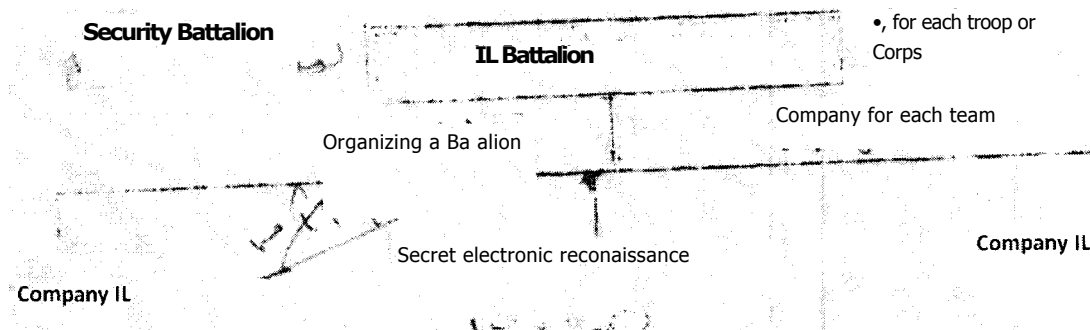 Security Battalion
IL Battalion
•, for each troop or
Corps
Company for each team
Organizing a Ba alion
Secret electronic reconaissance
Company IL
Company IL